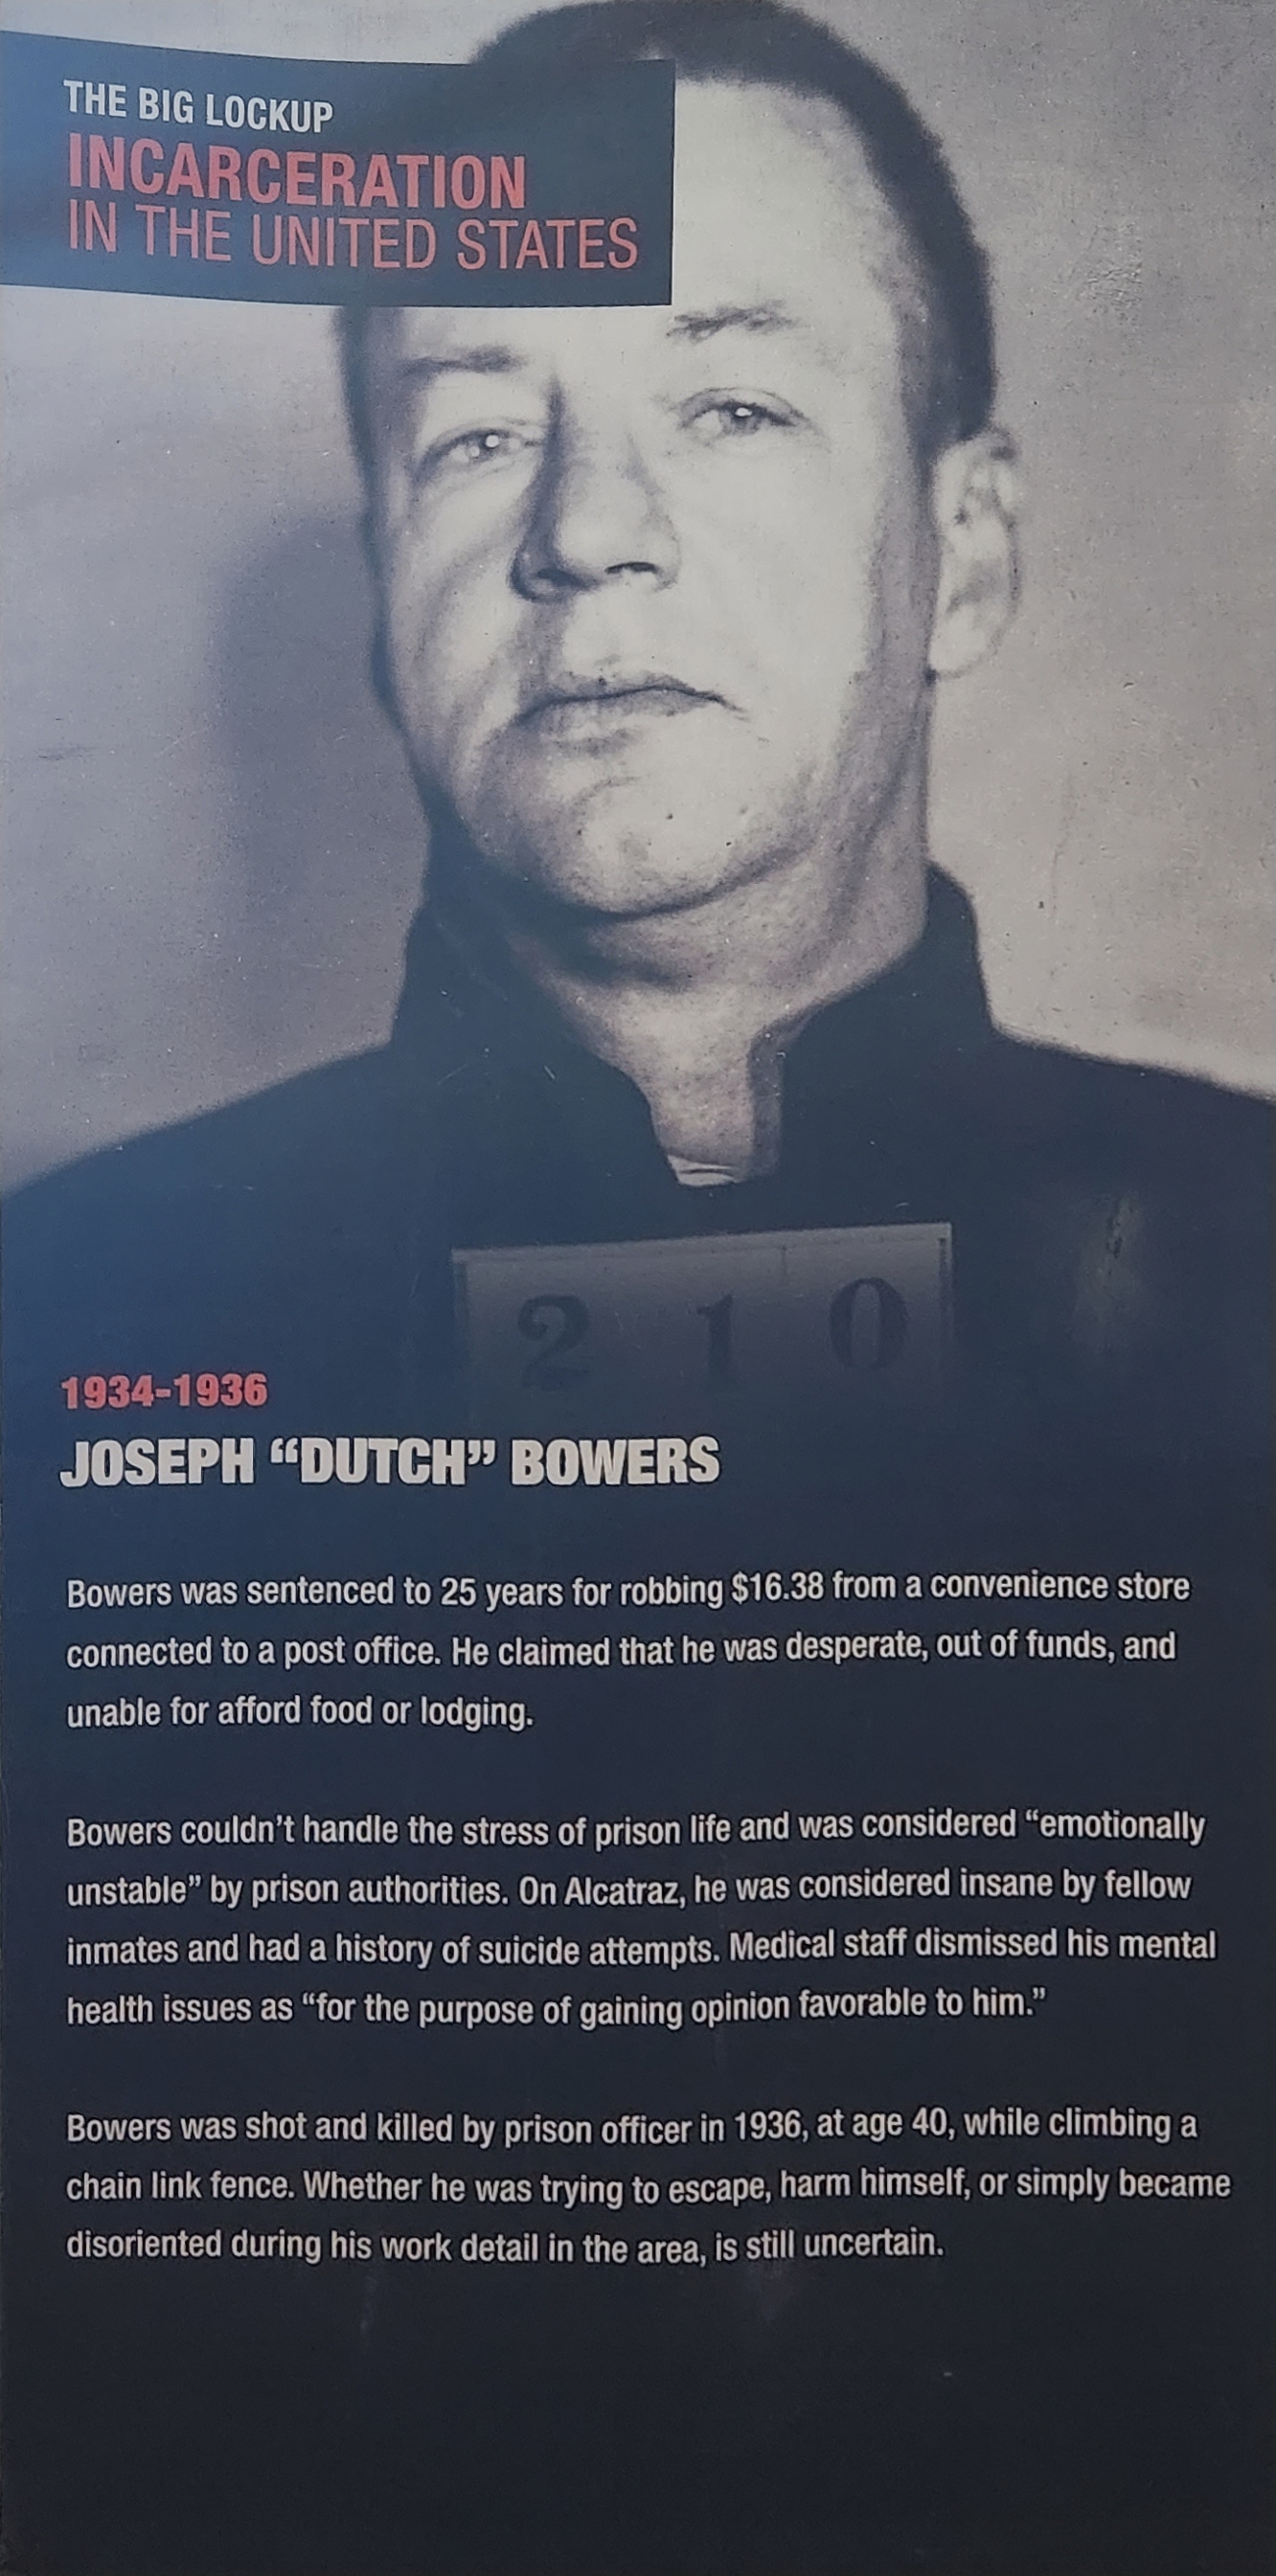 THE BIG LOCKUP
INCARCERATION
IN THE UNITED STATES
2 1 0
1934-1936
JOSEPH “DUTCH” BOWERS
Bowers was sentenced to 25 years for robbing $16.38 from a convenience store
connected to a post office. He claimed that he was desperate, out of funds, and
unable for afford food or lodging.
Bowers couldn’t handle the stress of prison life and was considered “emotionally
unstable” by prison authorities. On Alcatraz, he was considered insane by fellow
inmates and had a history of suicide attempts. Medical staff dismissed his mental
health issues as “for the purpose of gaining opinion favorable to him.”
Bowers was shot and killed by prison officer in 1936, at age 40, while climbing a
chain link fence. Whether he was trying to escape, harm himself, or simply became
disoriented during his work detail in the area, is still uncertain.